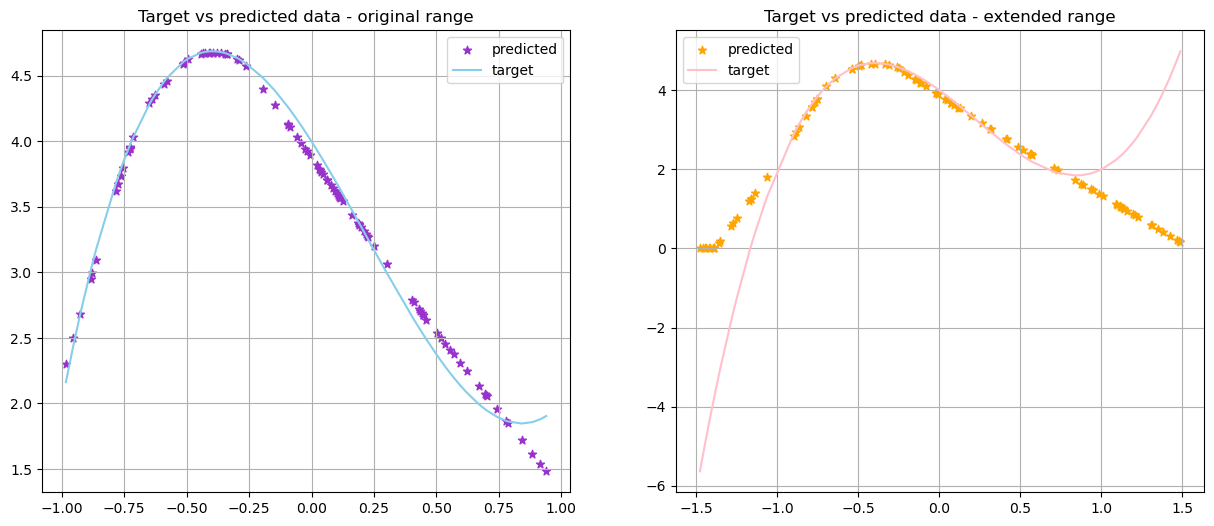 Target vs predicted data - original range
predicted
target
4.5
4.0
3.5
3.0
2.5
2.0
1.5
−1.00 −0.75 −0.50 −0.25 0.00 0.25 0.50 0.75 1.00
Target vs predicted data - extended range
predicted
target
4
2
0
−2
−4
−6
−1.5 −1.0 −0.5 0.0 0.5 1.0 1.5